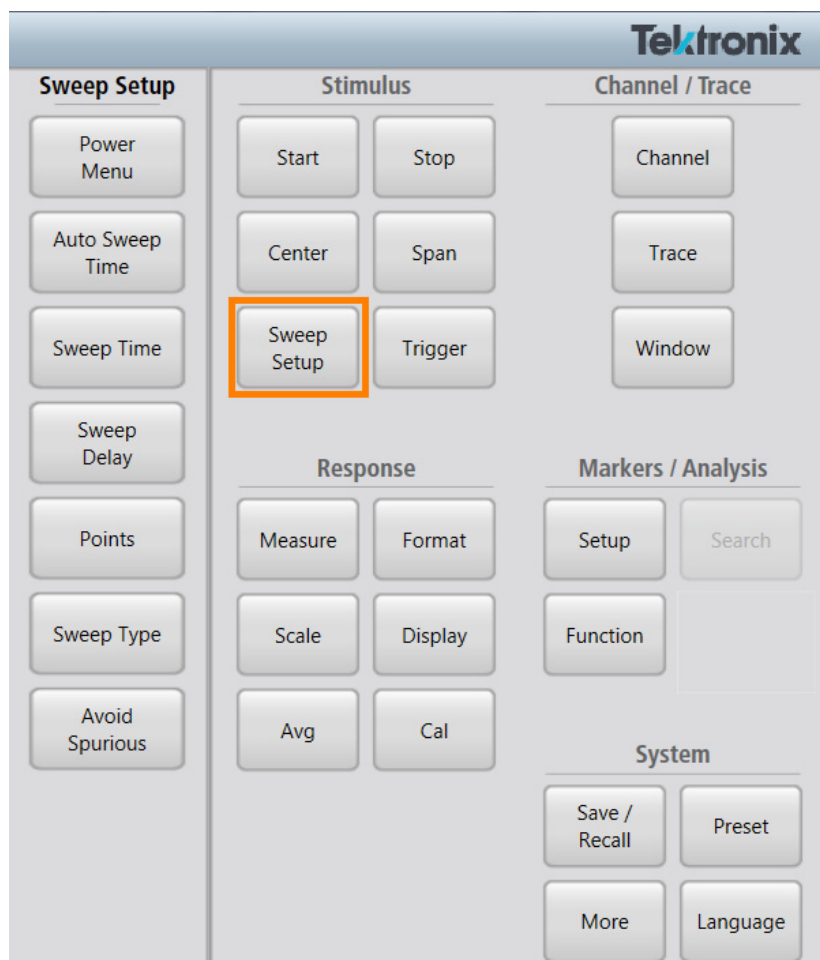 Tektronix
Sweep Setup
Power
Menu
Auto Sweep
Time
Sweep Time
Sweep
Delay
Points
Sweep Type
Avoid
Spurious
Stimulus
Start
Stop
Center
Span
Sweep
Setup
Trigger
Response
Measure
Format
Scale
Display
Avg
Cal
Channel / Trace
Channel
Trace
Window
Markers / Analysis
Setup
Search
Function
System
Save /
Recall
Preset
More
Language